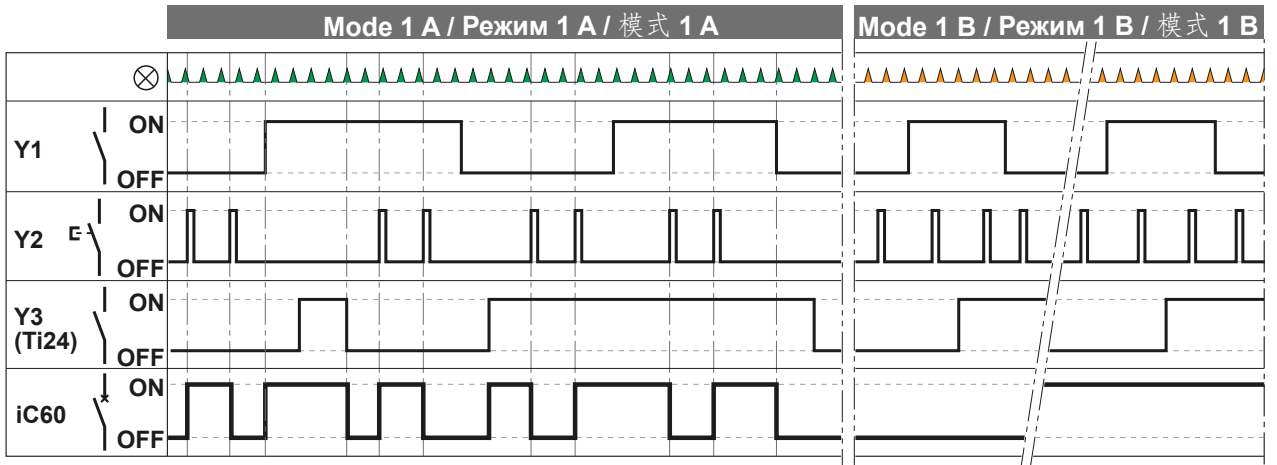 Mode 1 A / Режим 1 A / 模式 1 A
Mode 1 B / Режим 1 B / 模式 1 B
Y1
ON
OFF
Y2
ON
OFF
Y3
(Ti24)
ON
OFF
iC60
ON
OFF